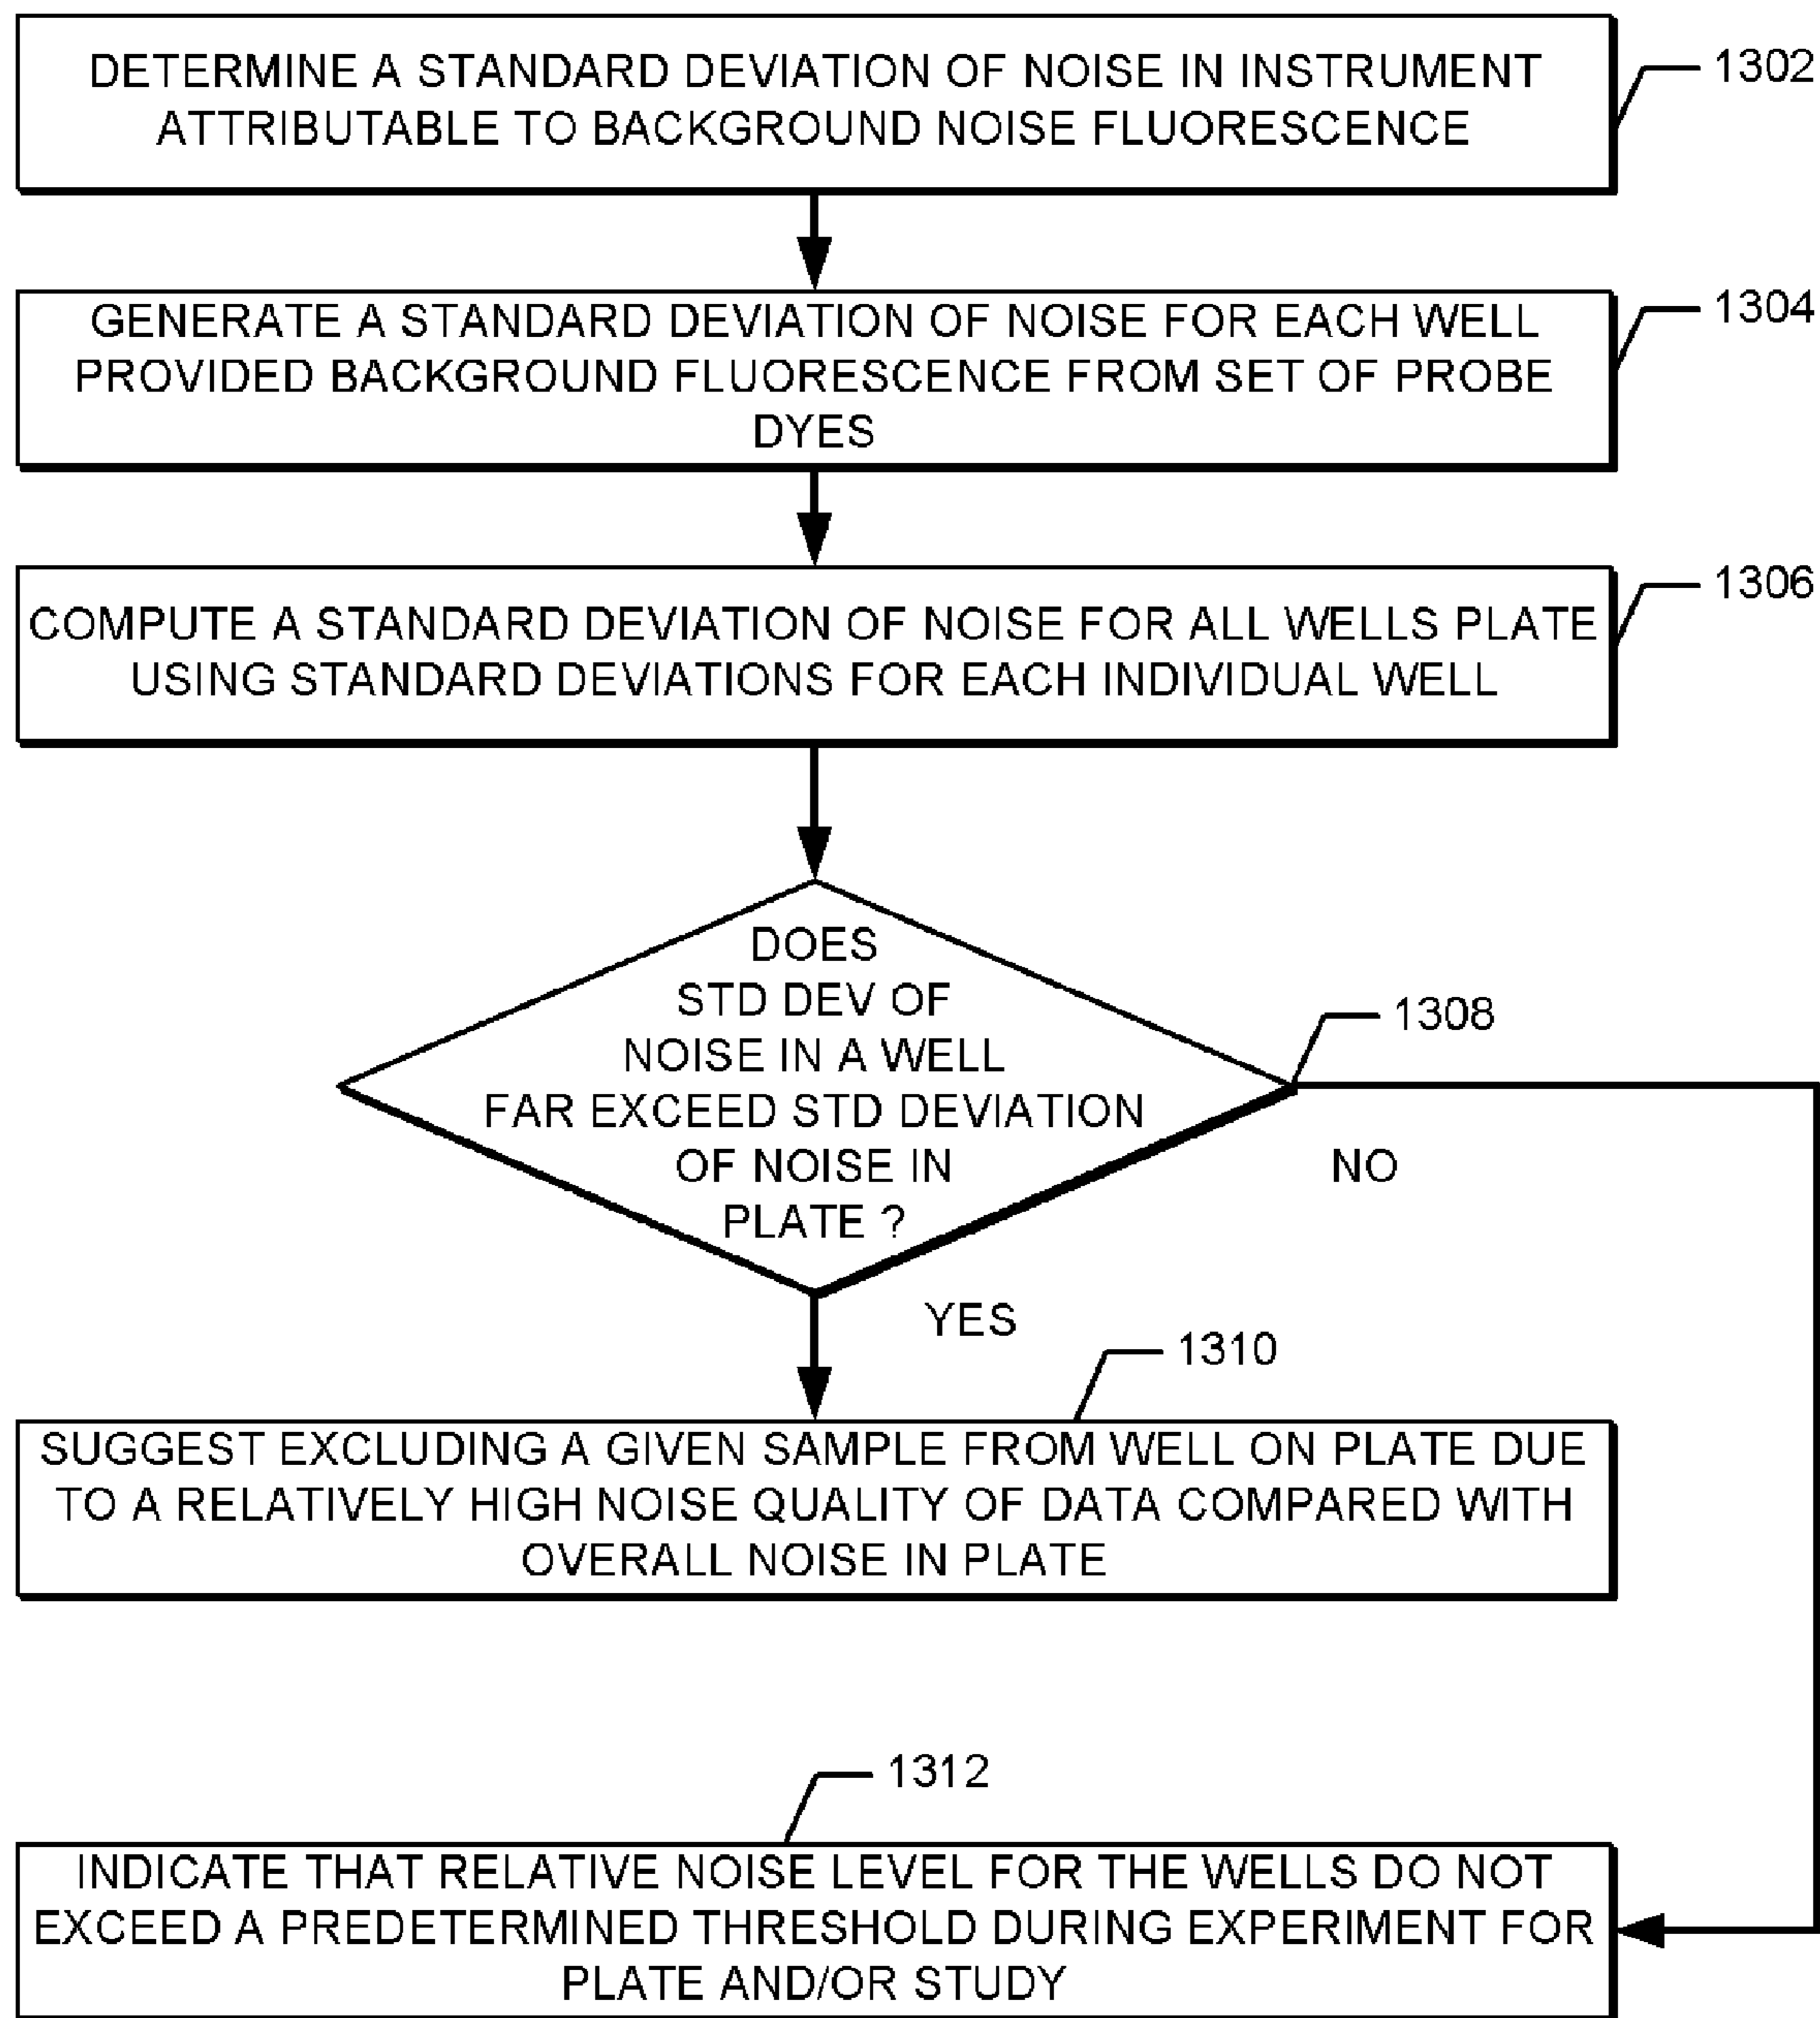 DETERMINE A STANDARD DEVIATION OF NOISE IN INSTRUMENT
ATTRIBUTABLE TO BACKGROUND NOISE FLUORESCENCE
1302
GENERATE A STANDARD DEVIATION OF NOISE FOR EACH WELL
PROVIDED BACKGROUND FLUORESCENCE FROM SET OF PROBE
DYES
1304
COMPUTE A STANDARD DEVIATION OF NOISE FOR ALL WELLS PLATE
USING STANDARD DEVIATIONS FOR EACH INDIVIDUAL WELL
1306
DOES
STD DEV OF
NOISE IN A WELL
FAR EXCEED STD DEVIATION
OF NOISE IN
PLATE ?
1308
NO
YES
1310
SUGGEST EXCLUDING A GIVEN SAMPLE FROM WELL ON PLATE DUE
TO A RELATIVELY HIGH NOISE QUALITY OF DATA COMPARED WITH
OVERALL NOISE IN PLATE
1312
INDICATE THAT RELATIVE NOISE LEVEL FOR THE WELLS DO NOT
EXCEED A PREDETERMINED THRESHOLD DURING EXPERIMENT FOR
PLATE AND/OR STUDY